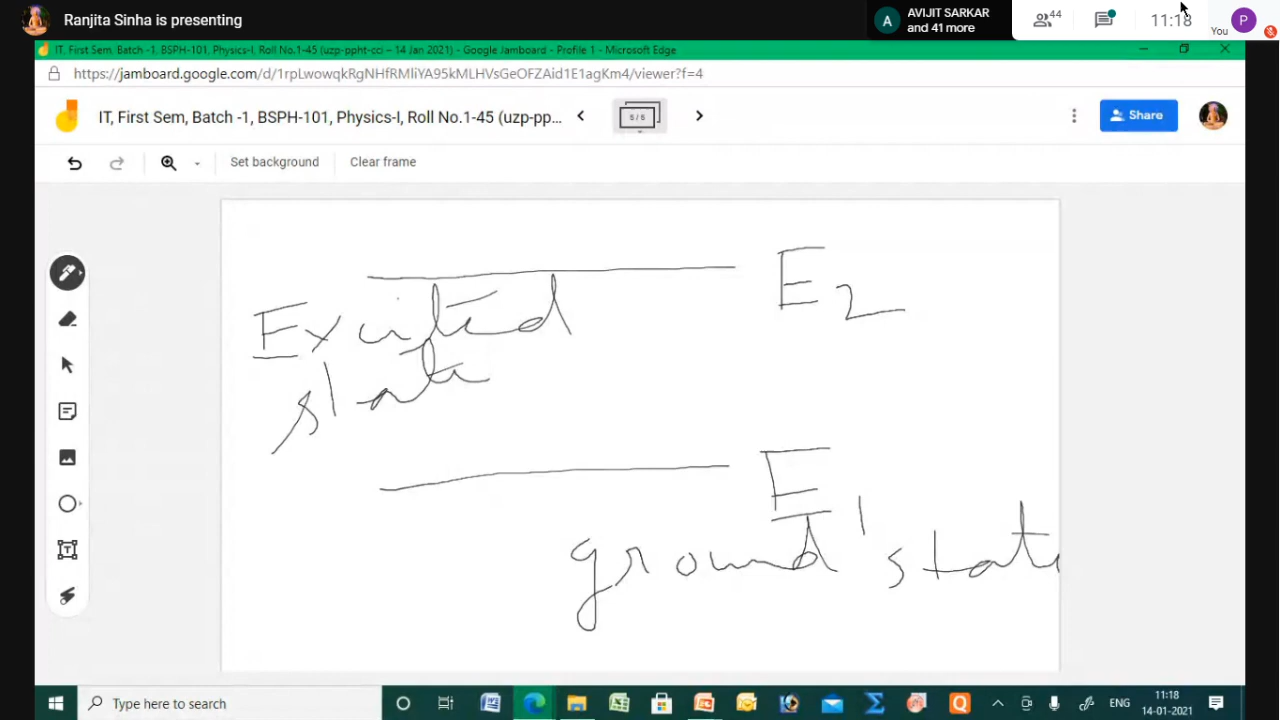 Ranjita Sinha is presenting
A
AVIJIT SARKAR
and 41 more
44
11:18
You
P
IT, First Sem. Batch -1, BSPH-101, Physics-I, Roll No.1-45 (uzp-ppht-cci – 14 Jan 2021) - Google Jamboard - Profile 1 - Microsoft Edge
https://jamboard.google.com/d/1rpLwowqkRgNHfRMliYA95kMLHVsGeOFZAid1E1agKm4/viewer?f=4
IT, First Sem, Batch -1, BSPH-101, Physics-I, Roll No.1-45 (uzp-pp...
5 / 5
Share
Set background
Clear frame
E2
Excited
state
E1
ground state
Type here to search
ENG
11:18
14-01-2021